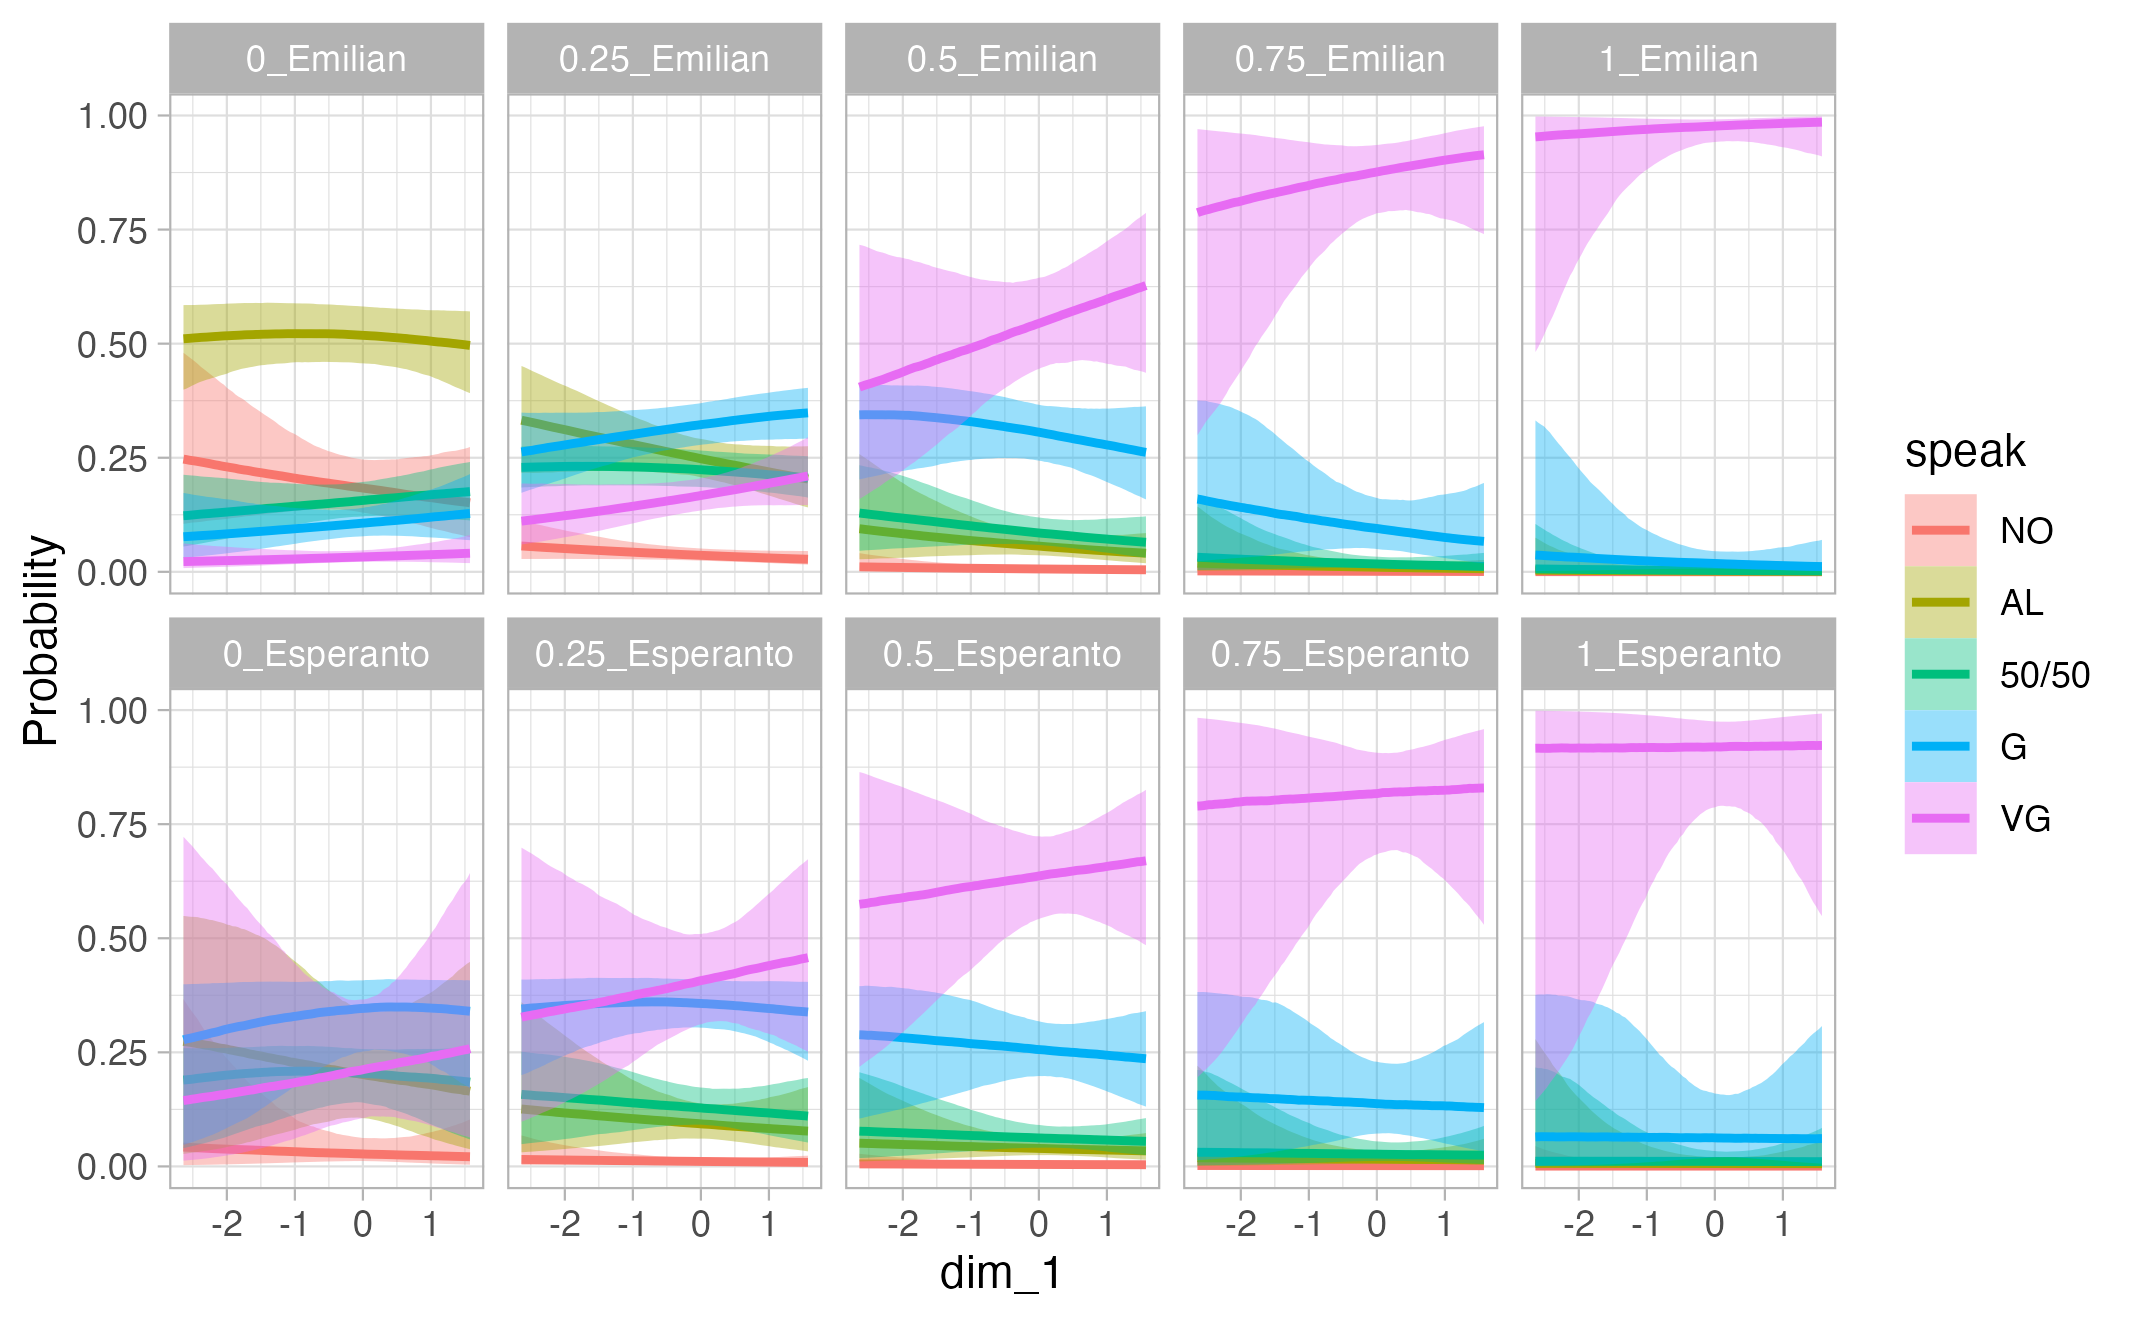 0_Emilian 0.25_Emilian 0.5_Emilian 0.75_Emilian 1_Emilian
1.00
0.75
0.50
0.25
0.00
0_Esperanto 0.25_Esperanto 0.5_Esperanto 0.75_Esperanto 1_Esperanto
1.00
0.75
0.50
0.25
0.00
-2 -1 0 1 -2 -1 0 1 -2 -1 0 1 -2 -1 0 1 -2 -1 0 1
dim_1
Probability
speak
NO
AL
50/50
G
VG